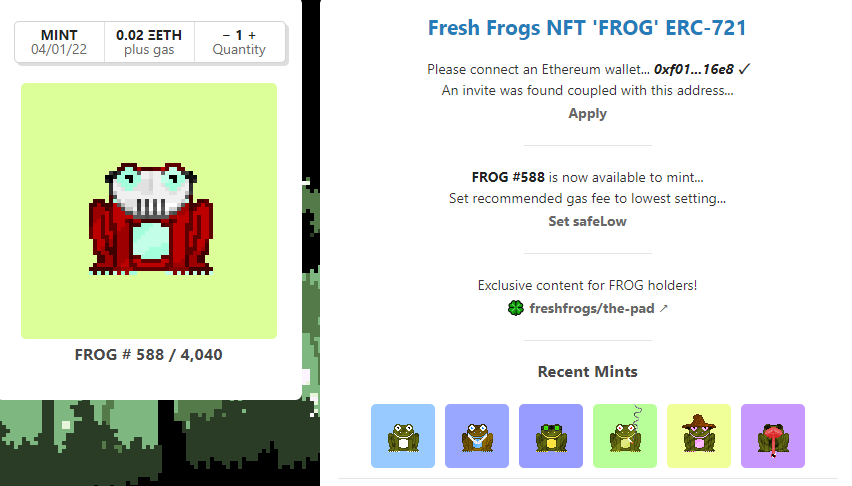 MINT
04/01/22
0.02 ΞETH
plus gas
− 1 +
Quantity
FROG # 588 / 4,040
Fresh Frogs NFT 'FROG' ERC-721
Please connect an Ethereum wallet... 0xf01...16e8 ✓
An invite was found coupled with this address...
Apply
FROG #588 is now available to mint...
Set recommended gas fee to lowest setting...
Set safeLow
Exclusive content for FROG holders!
🍀 freshfrogs/the-pad ↗
Recent Mints